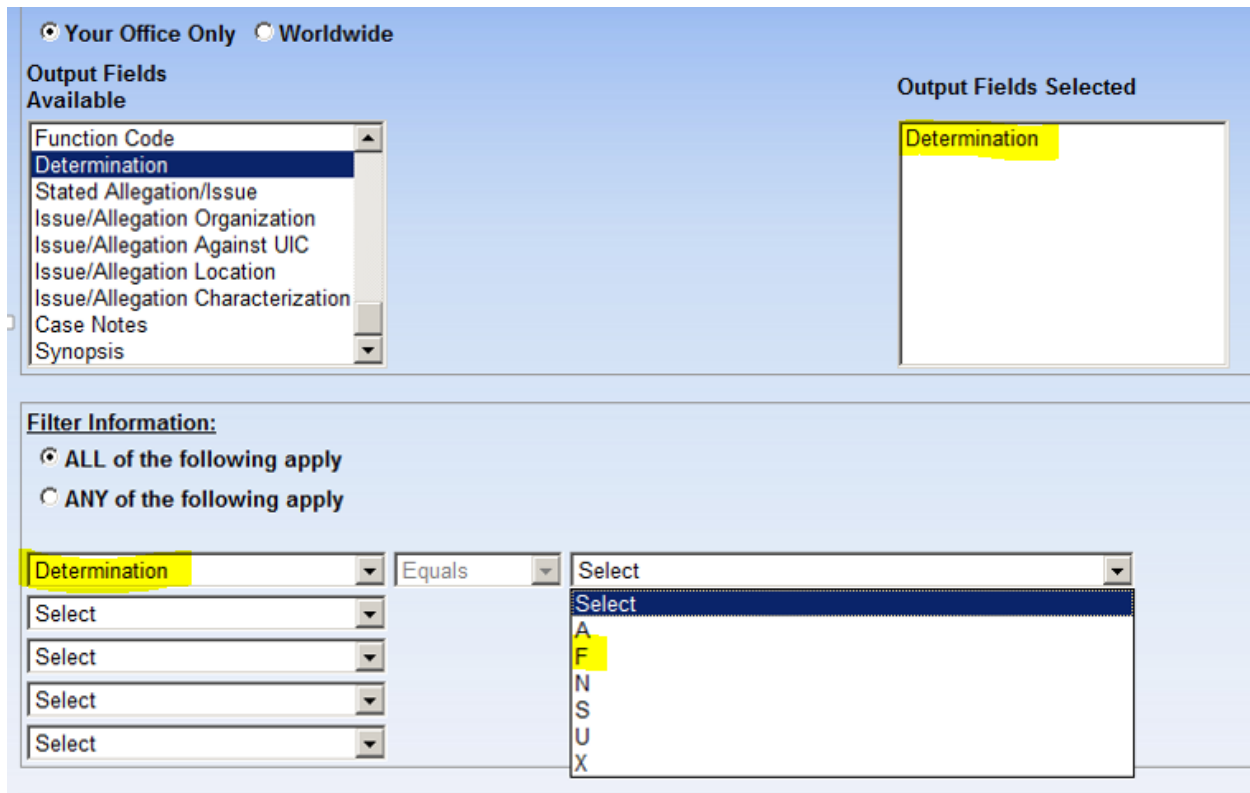 Your Office Only Worldwide
Output Fields
Available
Output Fields Selected
Function Code
Determination
Stated Allegation/Issue
Issue/Allegation Organization
Issue/Allegation Against UIC
Issue/Allegation Location
Issue/Allegation Characterization
Case Notes
Synopsis
Determination
Filter Information:
ALL of the following apply
ANY of the following apply
Determination Equals Select
Select
Select
Select
Select
Select
A
F
N
S
U
X